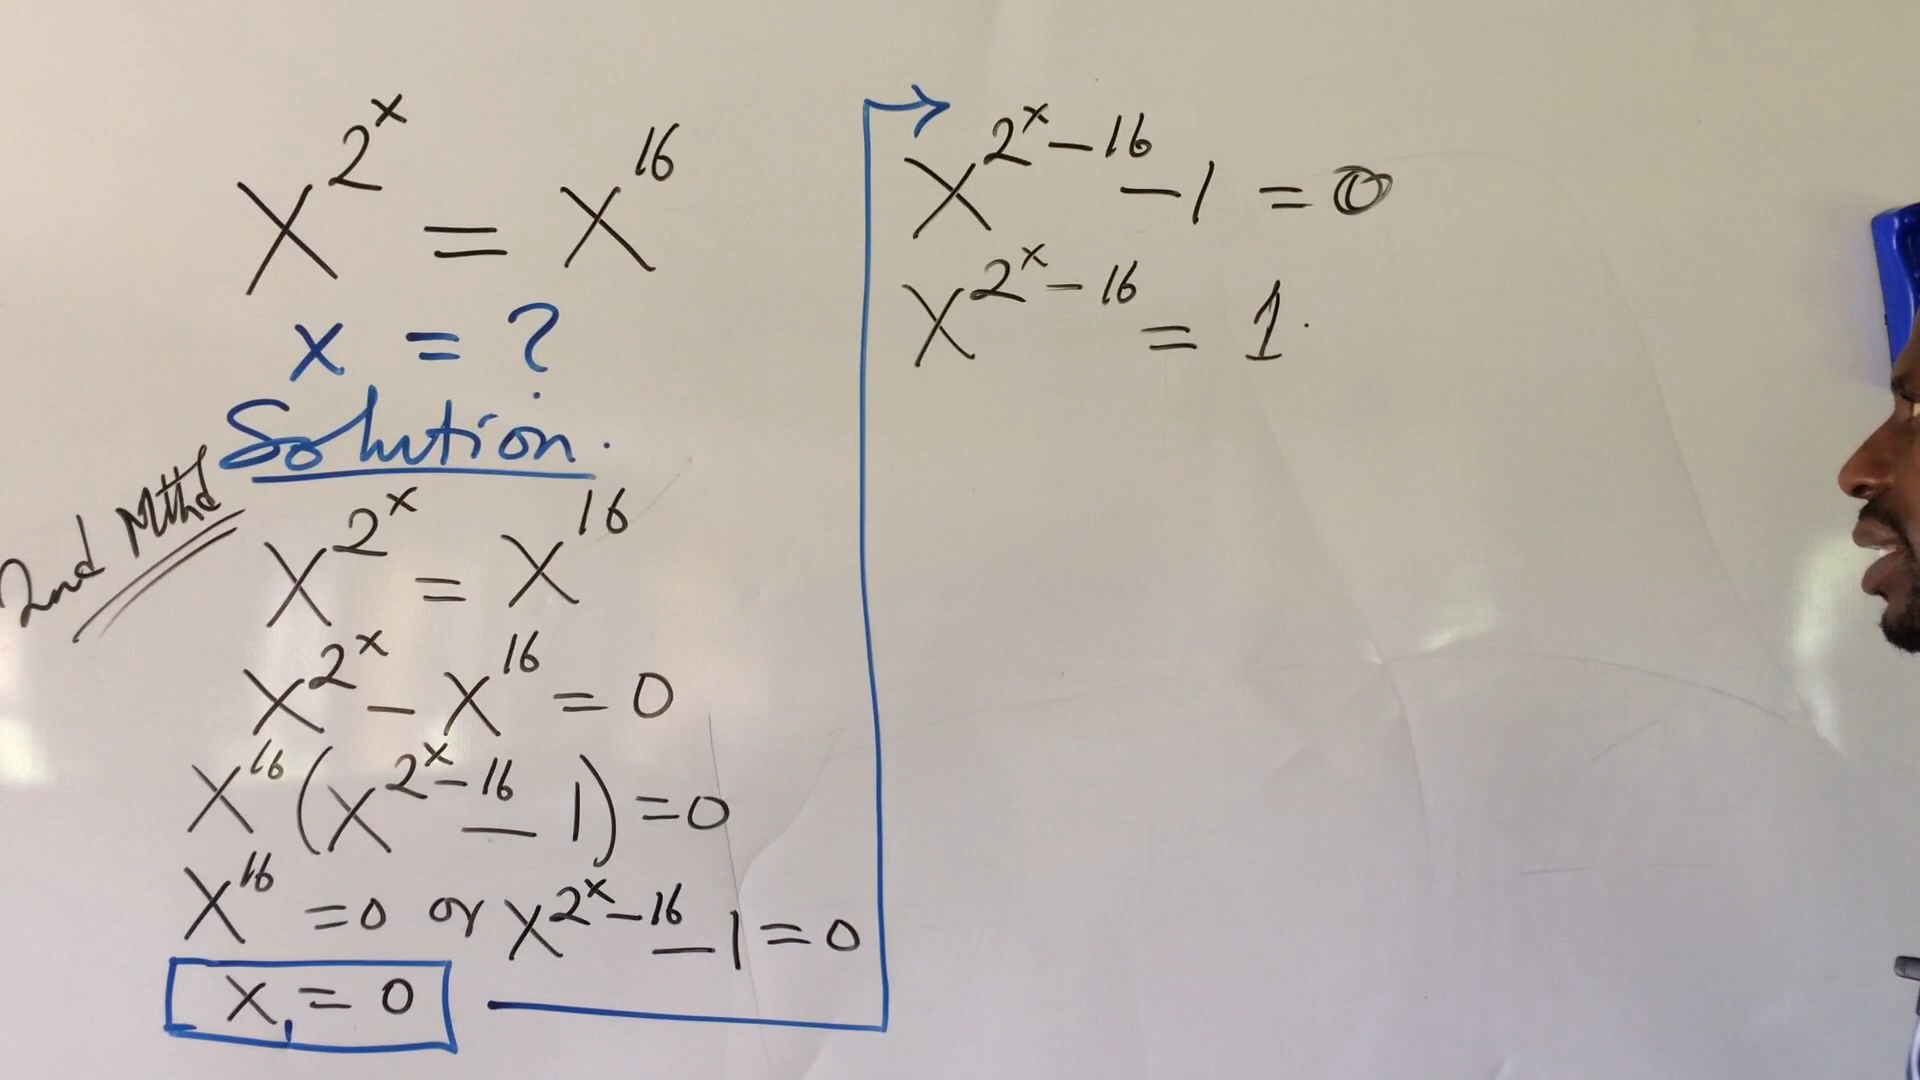 x^{2^x} = x^{16}
x = ?
Solution.
2nd Mthd
x^{2^x} = x^{16}
x^{2^x} - x^{16} = 0
x^{16}(x^{2^x-16} - 1) = 0
x^{16} = 0 or x^{2^x-16} - 1 = 0
x_1 = 0
x^{2^x-16} - 1 = 0
x^{2^x-16} = 1.